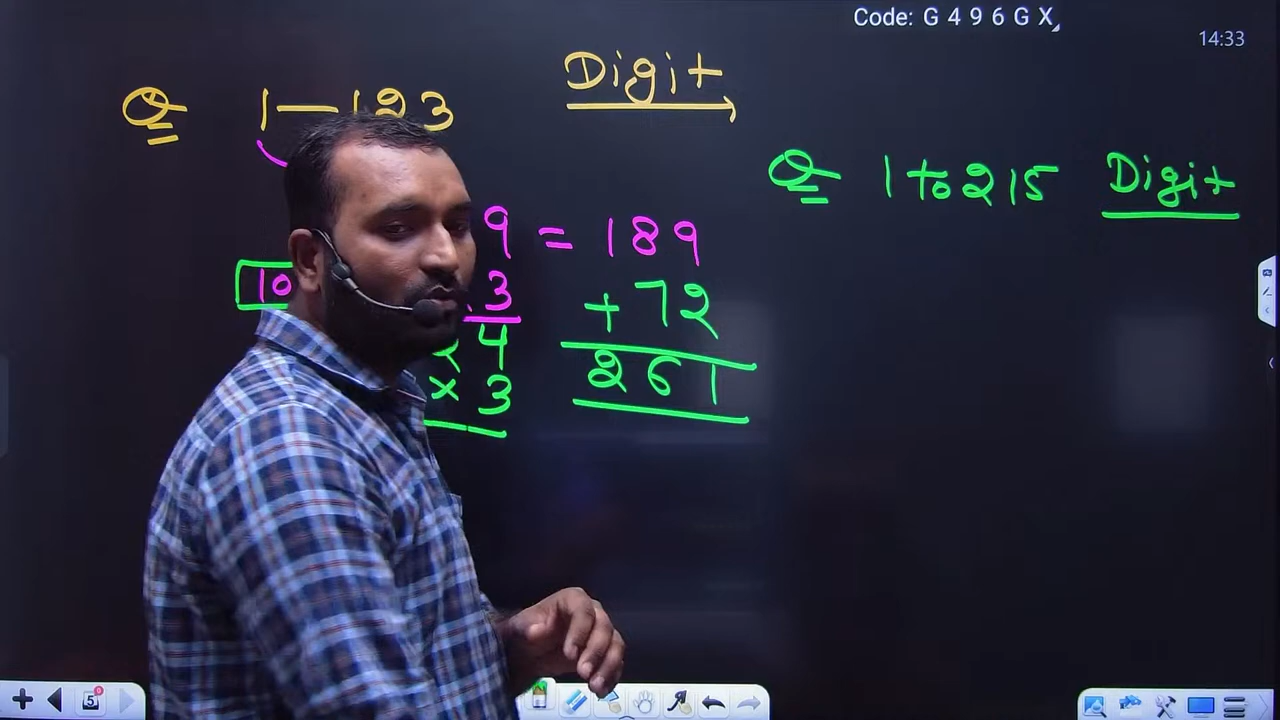 Code: G 4 9 6 G X
14:33
Digit
Q 1 — 123
Q 1 to 215 Digit
9 = 189
10
3
+ 72
4
× 3
261
5